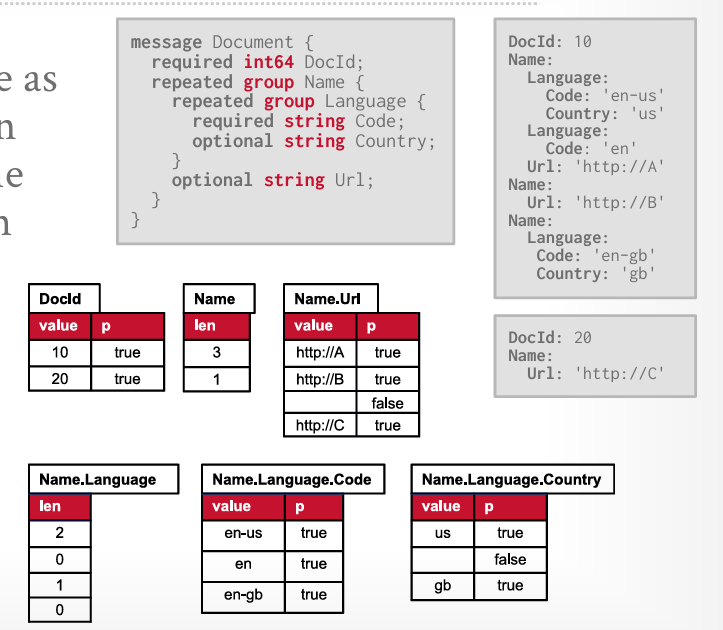 e as
n
le
n
message Document {
required int64 DocId;
repeated group Name {
repeated group Language {
required string Code;
optional string Country;
}
optional string Url;
}
}
DocId: 10
Name:
Language:
Code: 'en-us'
Country: 'us'
Language:
Code: 'en'
Url: 'http://A'
Name:
Url: 'http://B'
Name:
Language:
Code: 'en-gb'
Country: 'gb'
DocId: 20
Name:
Url: 'http://C'
DocId
value p
10 true
20 true
Name
len
3
1
Name.Url
value p
http://A true
http://B true
false
http://C true
Name.Language
len
2
0
1
0
Name.Language.Code
value p
en-us true
en true
en-gb true
Name.Language.Country
value p
us true
false
gb true